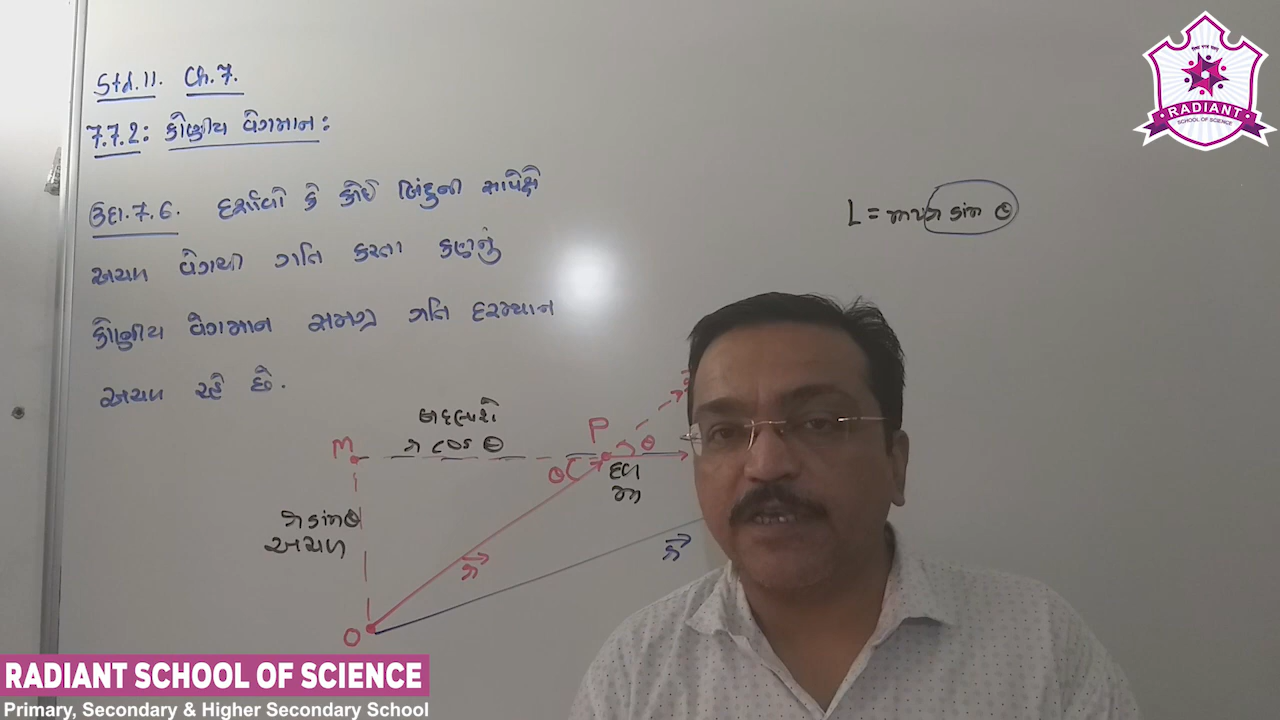 Std.11. Ch.7.
7.7.2: કોણીય વેગમાન:
ઉદા.7.6. દર્શાવો કે કોઈ બિંદુની સાપેક્ષે
અચળ વેગથી ગતિ કરતા કણનું
કોણીય વેગમાન સમગ્ર ગતિ દરમ્યાન
અચળ રહે છે.
L = mvr sin θ
બદલાશે
r cos θ
M
P
θ
θ
દળ
m
r sin θ
અચળ
r
r
O
RADIANT
SCHOOL OF SCIENCE
RADIANT SCHOOL OF SCIENCE
Primary, Secondary & Higher Secondary School